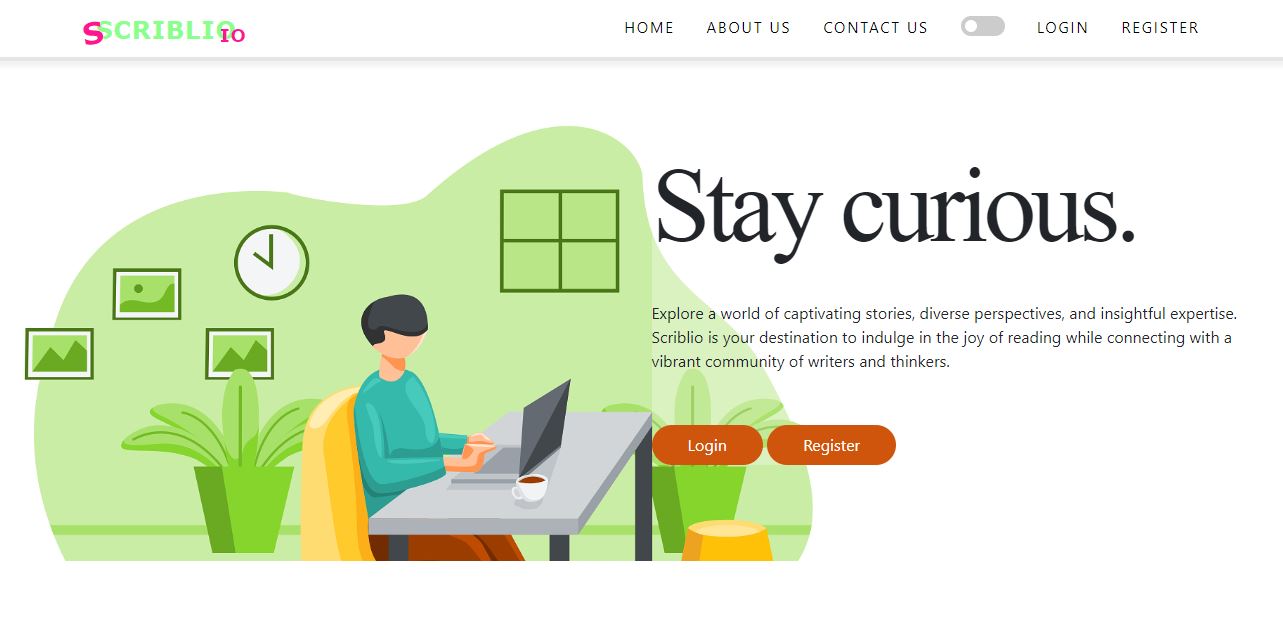 SSCRIBLIOIO HOME ABOUT US CONTACT US LOGIN REGISTER
Stay curious.
Explore a world of captivating stories, diverse perspectives, and insightful expertise.
Scriblio is your destination to indulge in the joy of reading while connecting with a
vibrant community of writers and thinkers.
Login Register